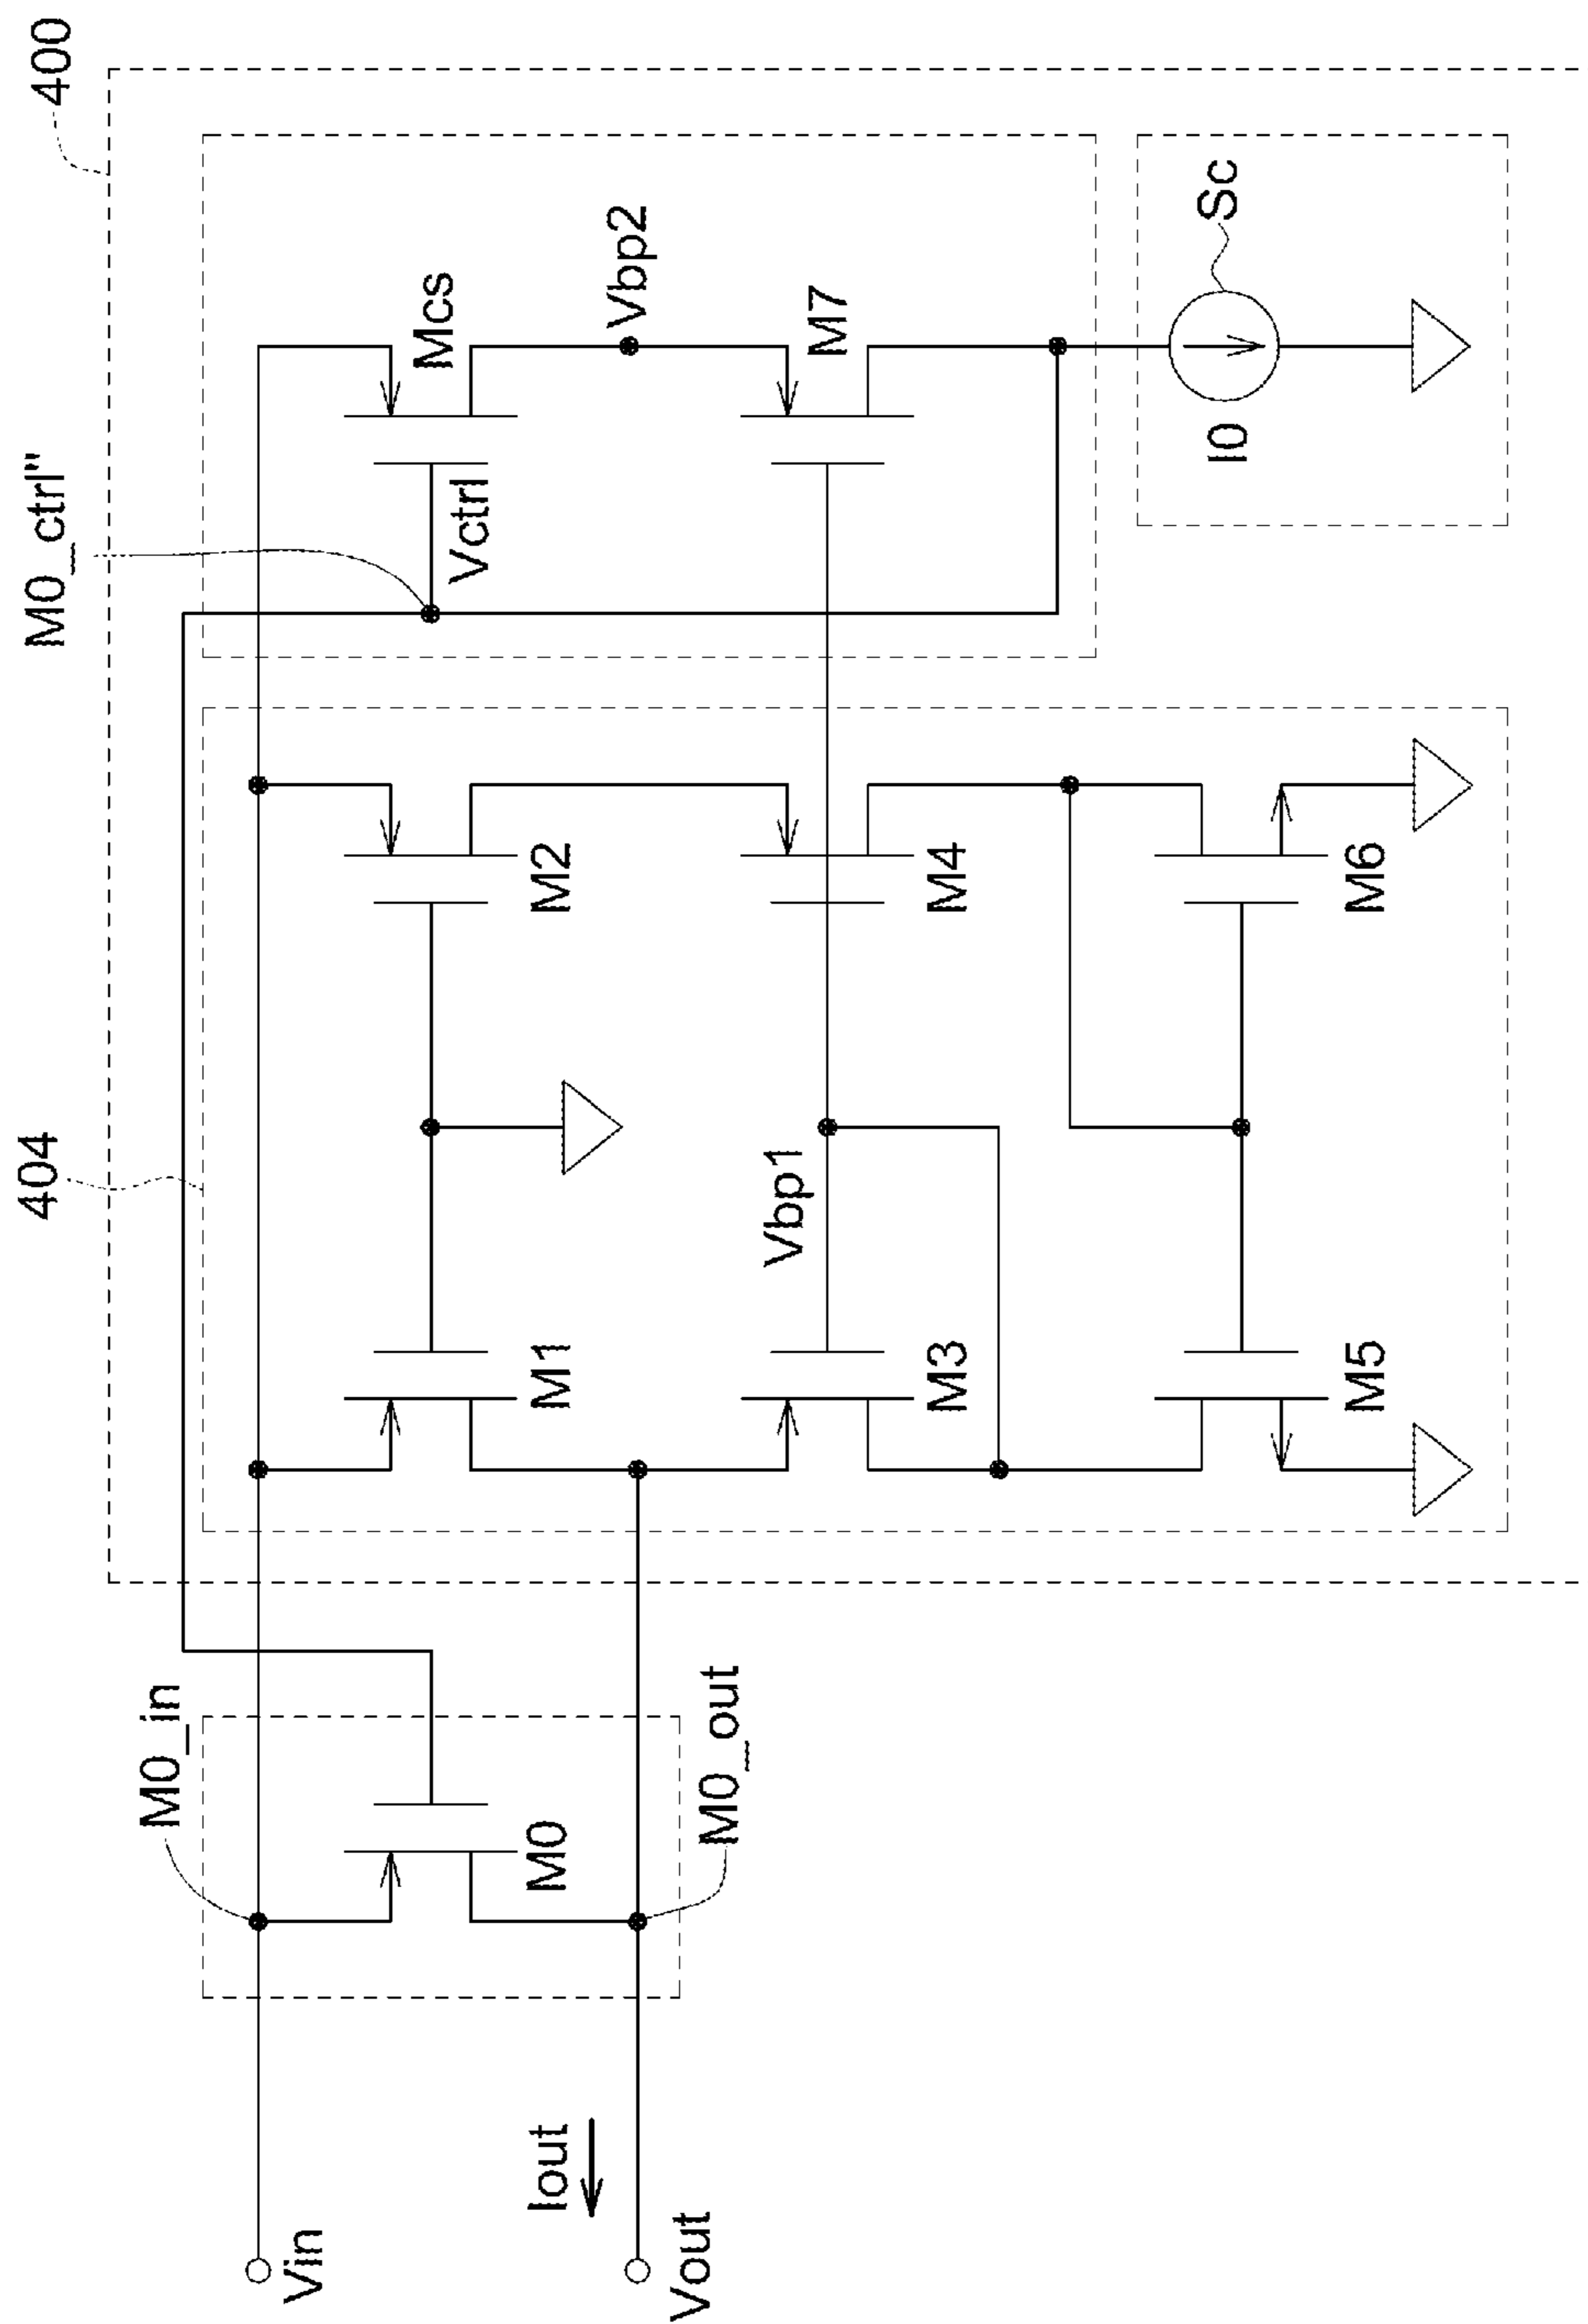 400
M0_ctrl"
404
M0_in
Mcs
Vctrl
Vbp2
M7
Sc
I0
M2
M1
M4
Vbp1
M3
M6
M5
M0
M0_out
Iout
Vin
Vout